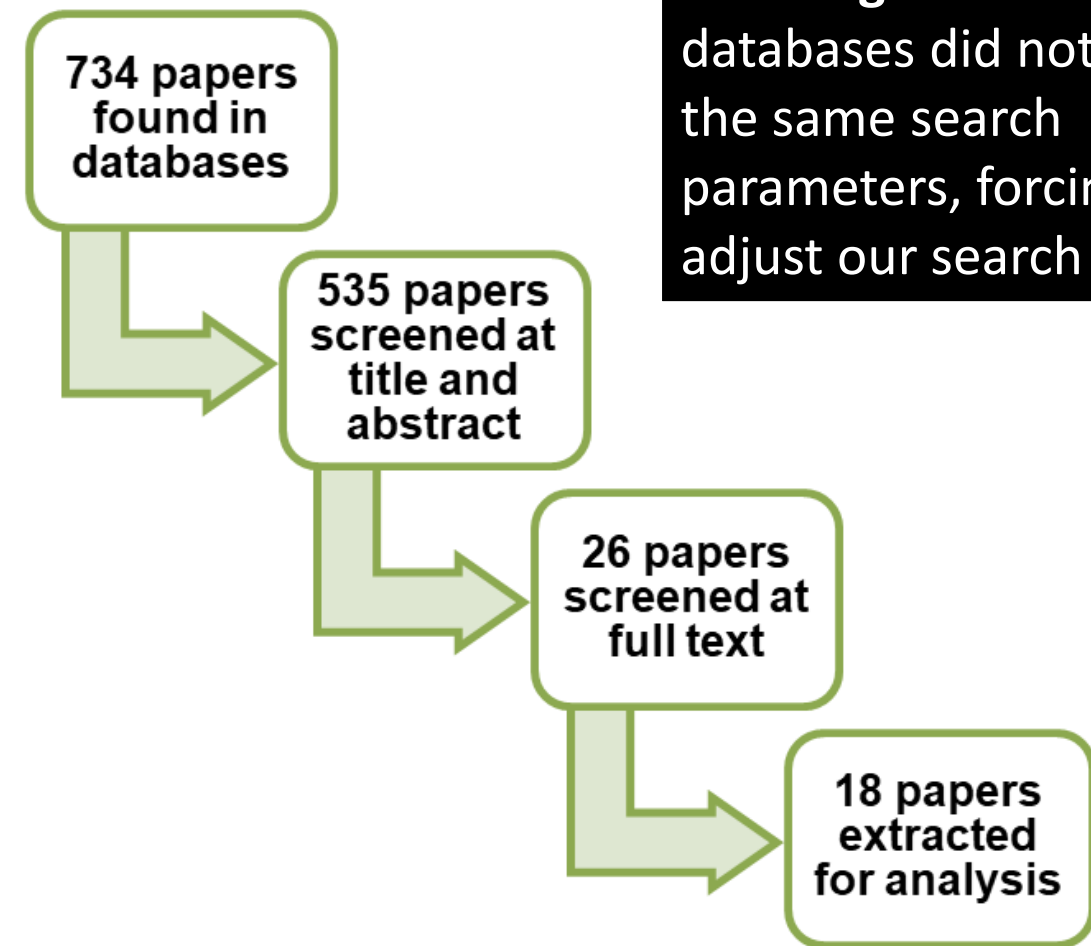 734 papers
found in
databases
databases did not
the same search
parameters,
adjust our search
535 papers
screened at
title and
abstract
26 papers
screened at
full text
18 papers
extracted
for analysis